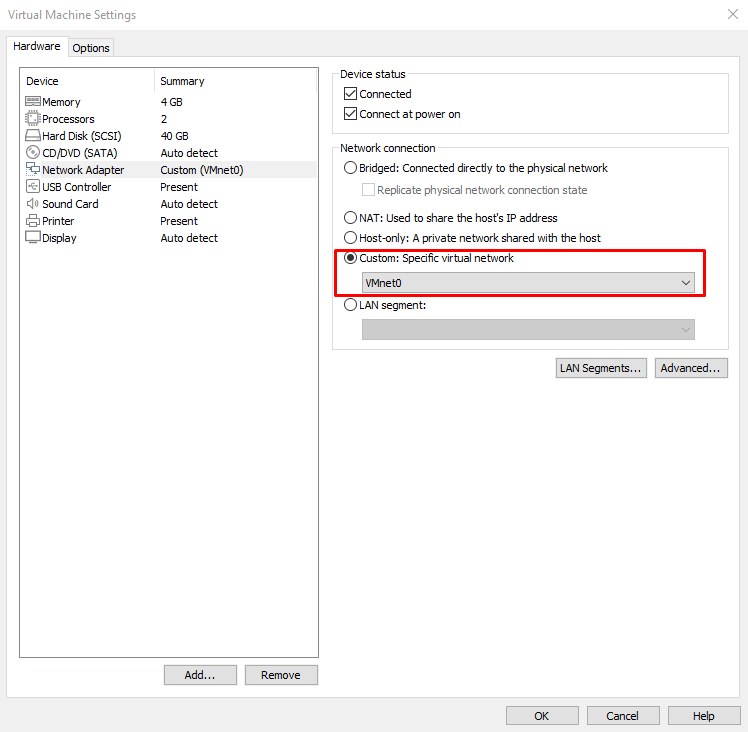 Virtual Machine Settings
Hardware
Options
Device Summary
Memory 4 GB
Processors 2
Hard Disk (SCSI) 40 GB
CD/DVD (SATA) Auto detect
Network Adapter Custom (VMnet0)
USB Controller Present
Sound Card Auto detect
Printer Present
Display Auto detect
Add...
Remove
Device status
Connected
Connect at power on
Network connection
Bridged: Connected directly to the physical network
Replicate physical network connection state
NAT: Used to share the host's IP address
Host-only: A private network shared with the host
Custom: Specific virtual network
VMnet0
LAN segment:
LAN Segments...
Advanced...
OK
Cancel
Help